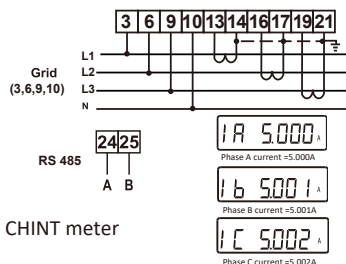 3 6 9 10 13 14 16 17 19 21
L1
L2
Grid
(3,6,9,10)
L3
N
24 25
RS 485
A B
CHINT meter
IA 5.000 A
Phase A current =5.000A
Ib 5.001 A
Phase B current =5.001A
IC 5.002 A
Phase C current =5.002A